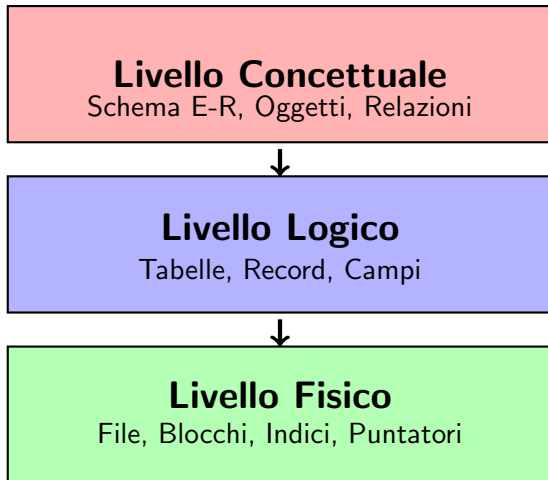 Livello Concettuale
Schema E-R, Oggetti, Relazioni
Livello Logico
Tabelle, Record, Campi
Livello Fisico
File, Blocchi, Indici, Puntatori